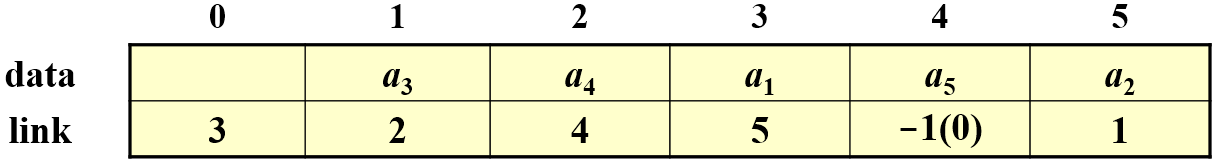 0 1 2 3 4 5
data a₃ a₄ a₁ a₅ a₂
link 3 2 4 5 −1(0) 1